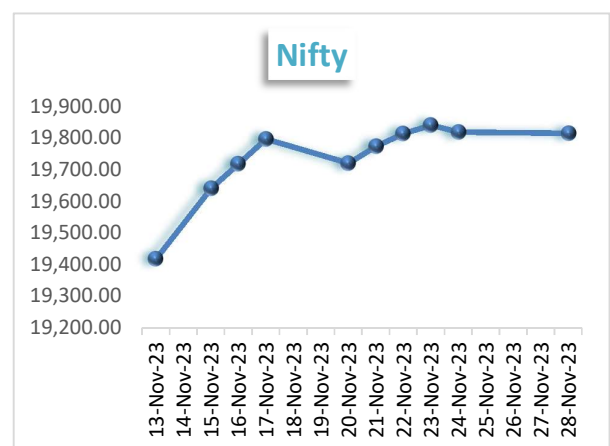 Nifty
19,900.00
19,800.00
19,700.00
19,600.00
19,500.00
19,400.00
19,300.00
19,200.00
13-Nov-23
14-Nov-23
15-Nov-23
16-Nov-23
17-Nov-23
18-Nov-23
19-Nov-23
20-Nov-23
21-Nov-23
22-Nov-23
23-Nov-23
24-Nov-23
25-Nov-23
26-Nov-23
27-Nov-23
28-Nov-23